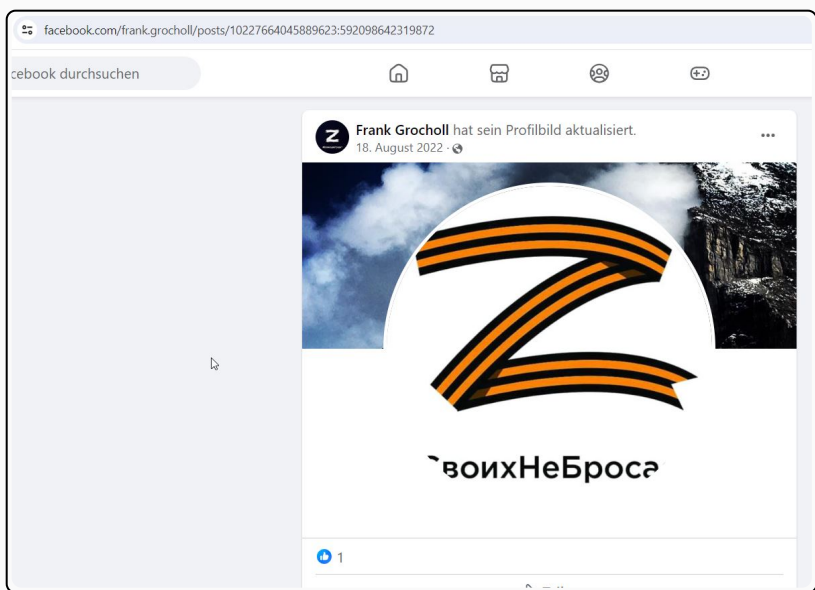 facebook.com/frank.grocholl/posts/10227664045889623:592098642319872
cebook durchsuchen
Frank Grocholl hat sein Profilbild aktualisiert.
18. August 2022
Z
воихНеБроса
1